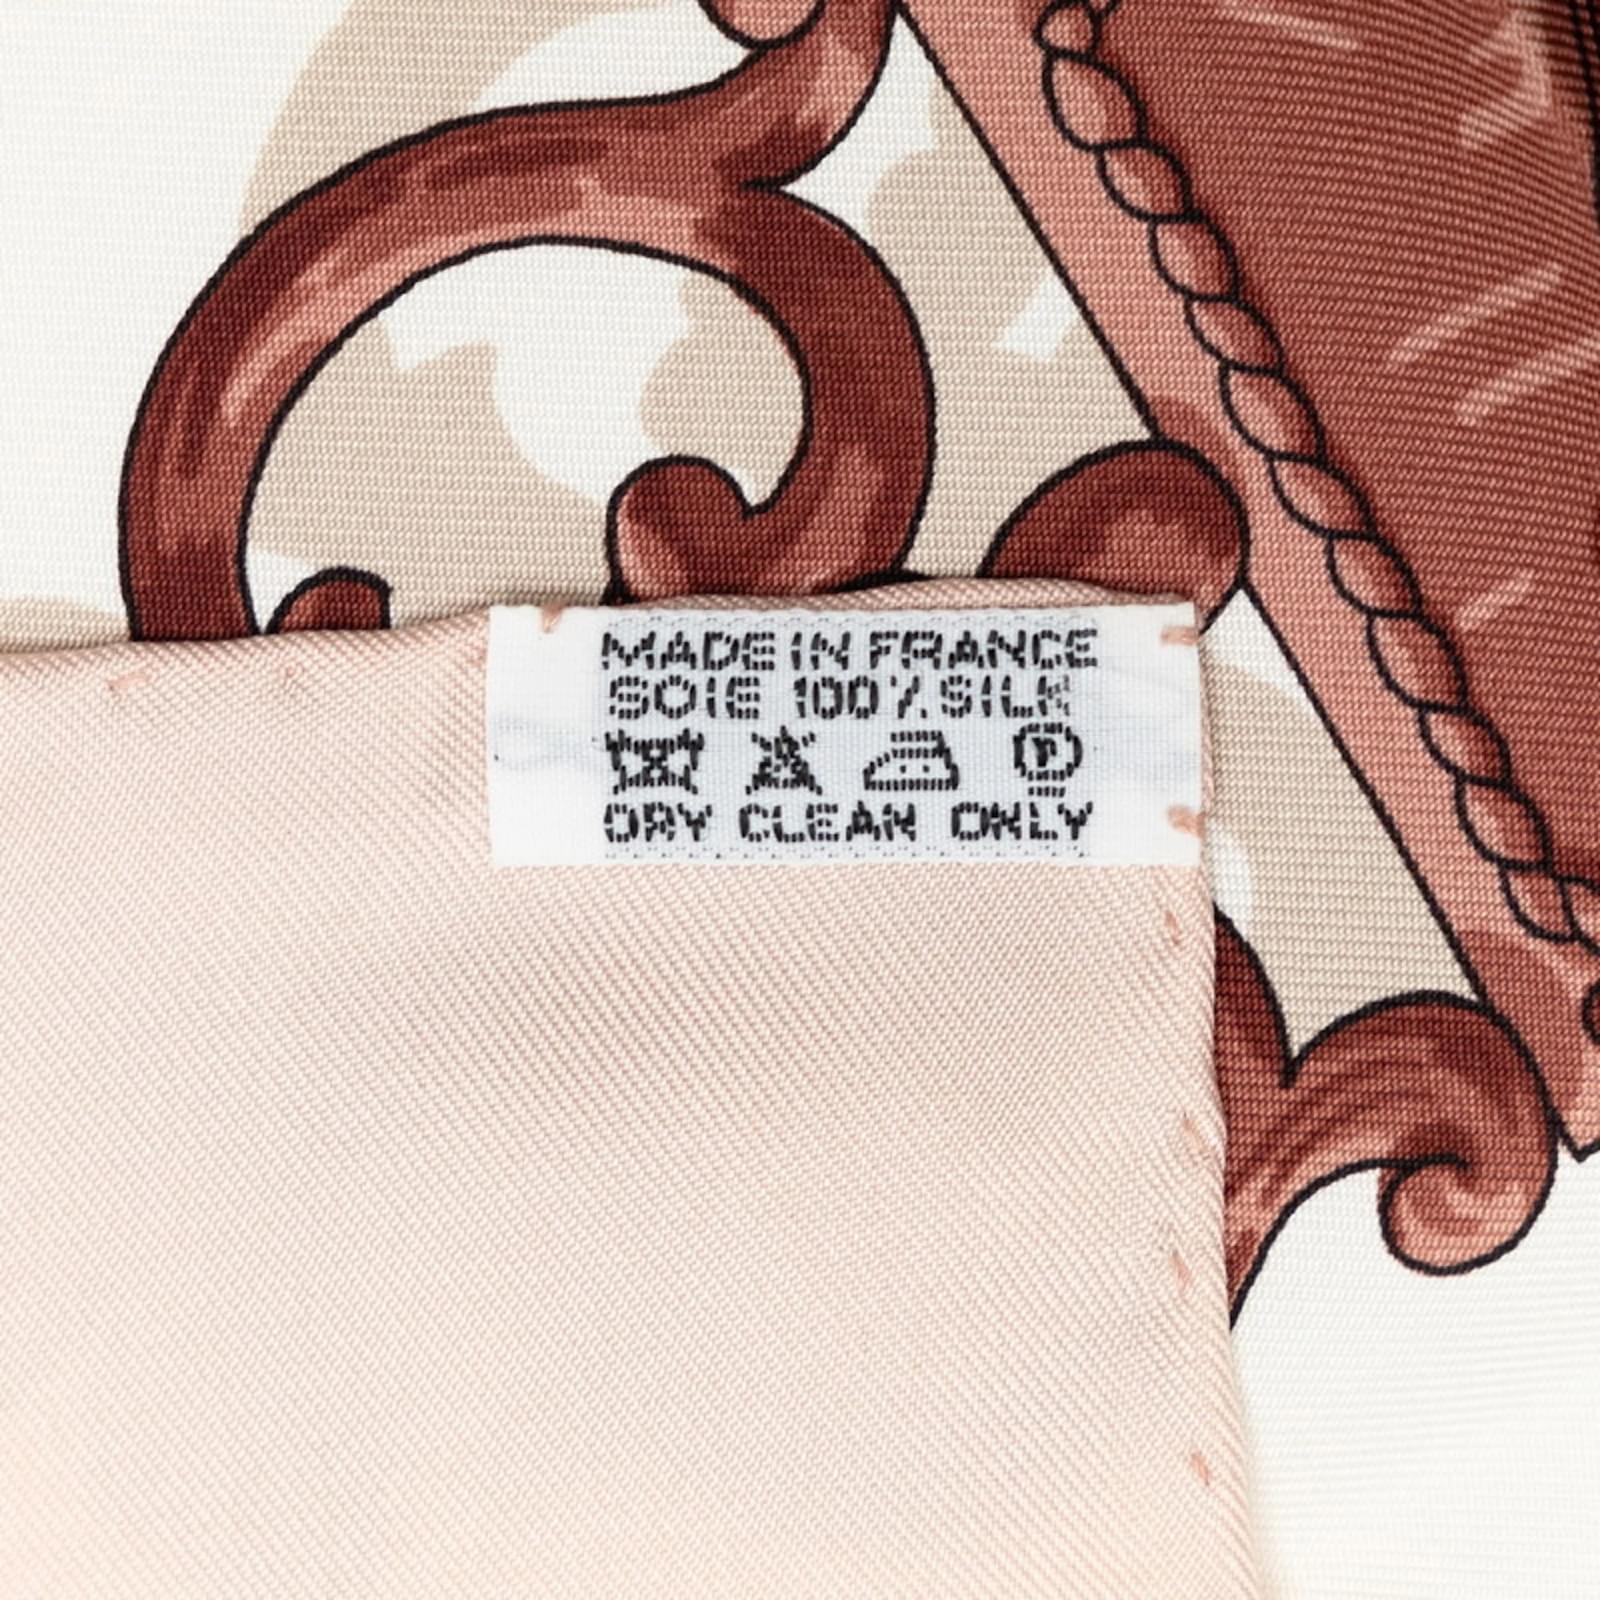 MADE IN FRANCE
SOIE 100% SILK
P
DRY CLEAN ONLY